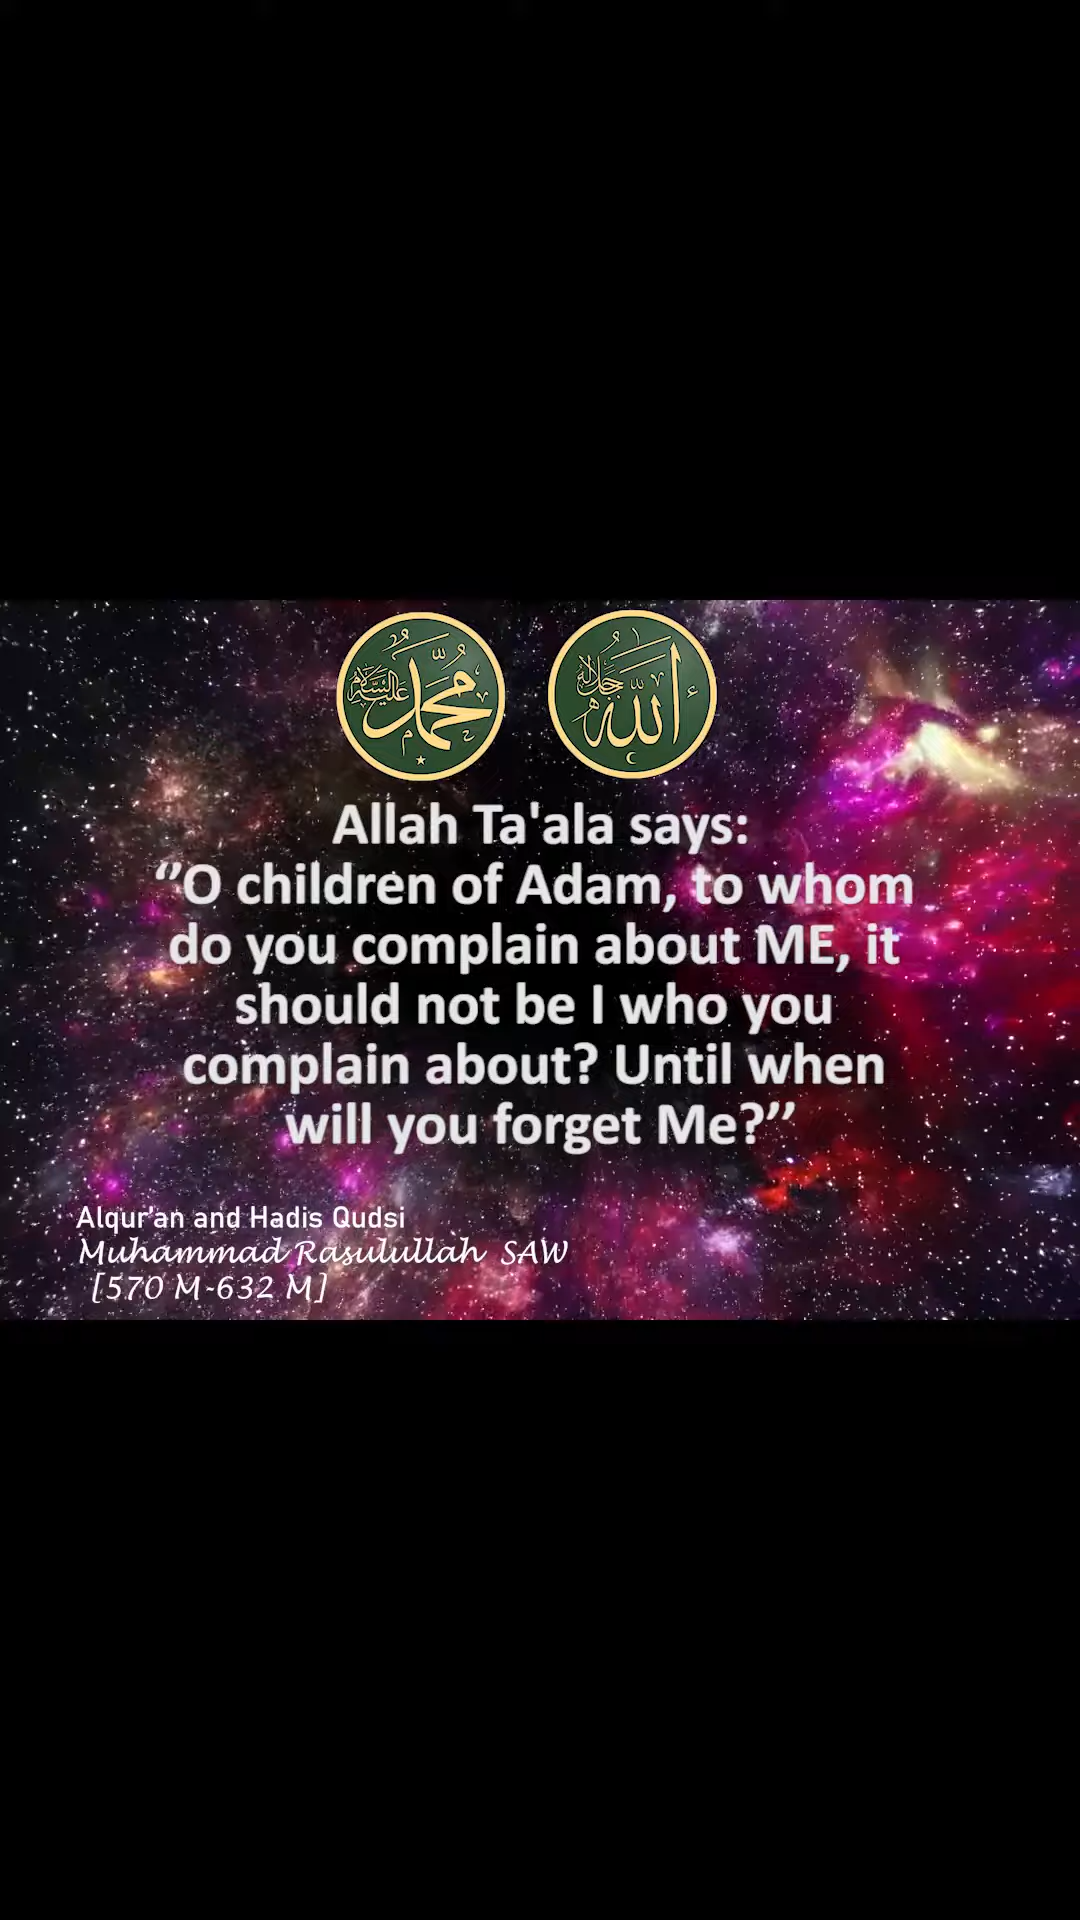 محمد عليه السلام
الله جل جلاله
Allah Ta'ala says:
‘’O children of Adam, to whom
do you complain about ME, it
should not be I who you
complain about? Until when
will you forget Me?’’
Alqur'an and Hadis Qudsi
Muhammad Rasulullah SAW
[570 M-632 M]